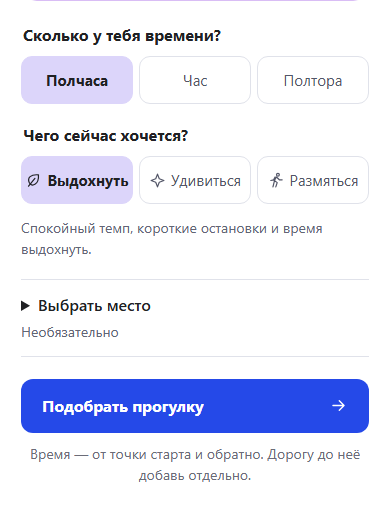 Сколько у тебя времени?
Полчаса Час Полтора
Чего сейчас хочется?
Выдохнуть Удивиться Размяться
Спокойный темп, короткие остановки и время
выдохнуть.
Выбрать место
Необязательно
Подобрать прогулку
Время — от точки старта и обратно. Дорогу до неё
добавь отдельно.